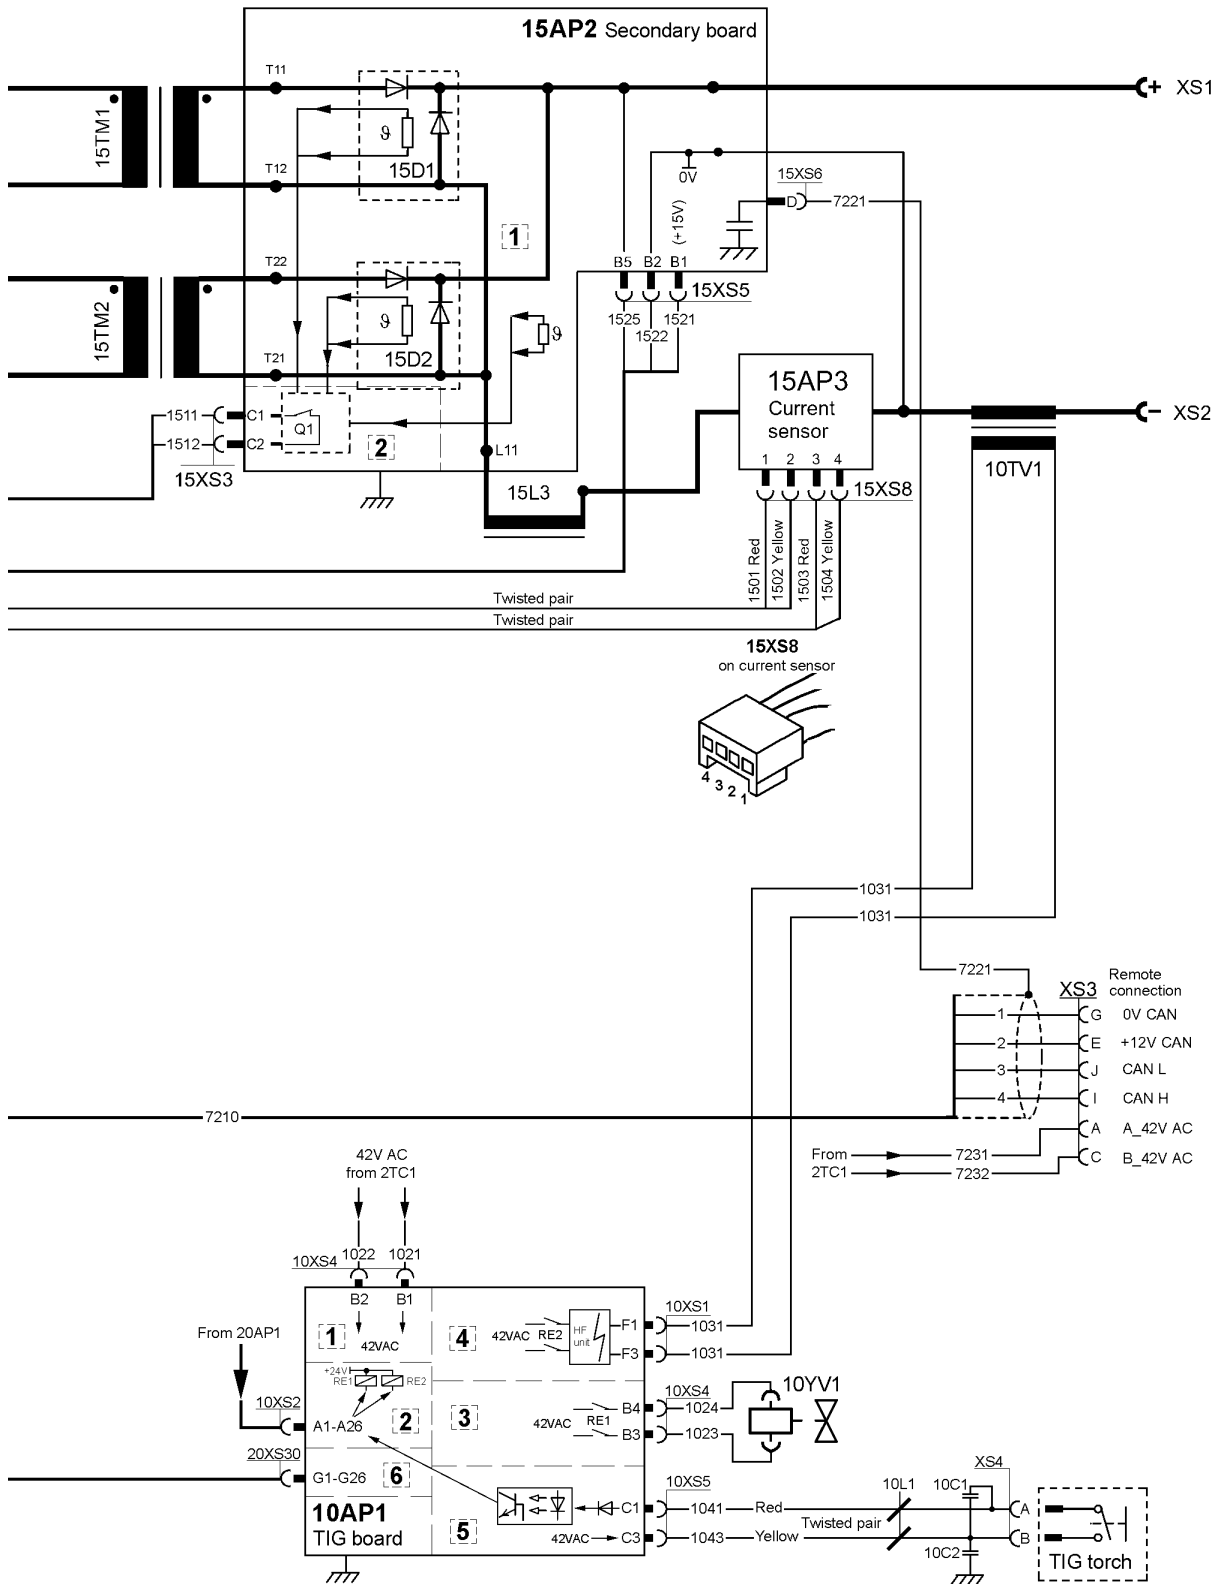 15AP2 Secondary board
T11
XS1
15TM1
ϑ
15D1
T12
0V
15XS6
D
7221
(+15V)
1
T22
B5 B2 B1
15XS5
15TM2
ϑ
ϑ
1525
1522
1521
15D2
T21
15AP3
Current
sensor
XS2
1511
C1
Q1
1512
C2
2
15XS3
L11
1 2 3 4
10TV1
15L3
15XS8
1501 Red
1502 Yellow
1503 Red
1504 Yellow
Twisted pair
Twisted pair
15XS8
on current sensor
4 3 2 1
1031
1031
7221
XS3
Remote
connection
1 G 0V CAN
2 E +12V CAN
3 J CAN L
4 I CAN H
7210
A A_42V AC
From 7231
C B_42V AC
2TC1 7232
42V AC
from 2TC1
10XS4
1022 1021
B2 B1
From 20AP1
1
42VAC
4
42VAC RE2
HF
unit
F1
10XS1
1031
F3
1031
+24V
RE1 RE2
10XS2
A1-A26
2
3
42VAC RE1
10XS4
B4 1024
B3 1023
10YV1
20XS30
G1-G26
6
10AP1
TIG board
5
10XS5
C1 1041 Red
42VAC C3 1043 Yellow
Twisted pair
10L1
10C1
10C2
XS4
A
B
TIG torch